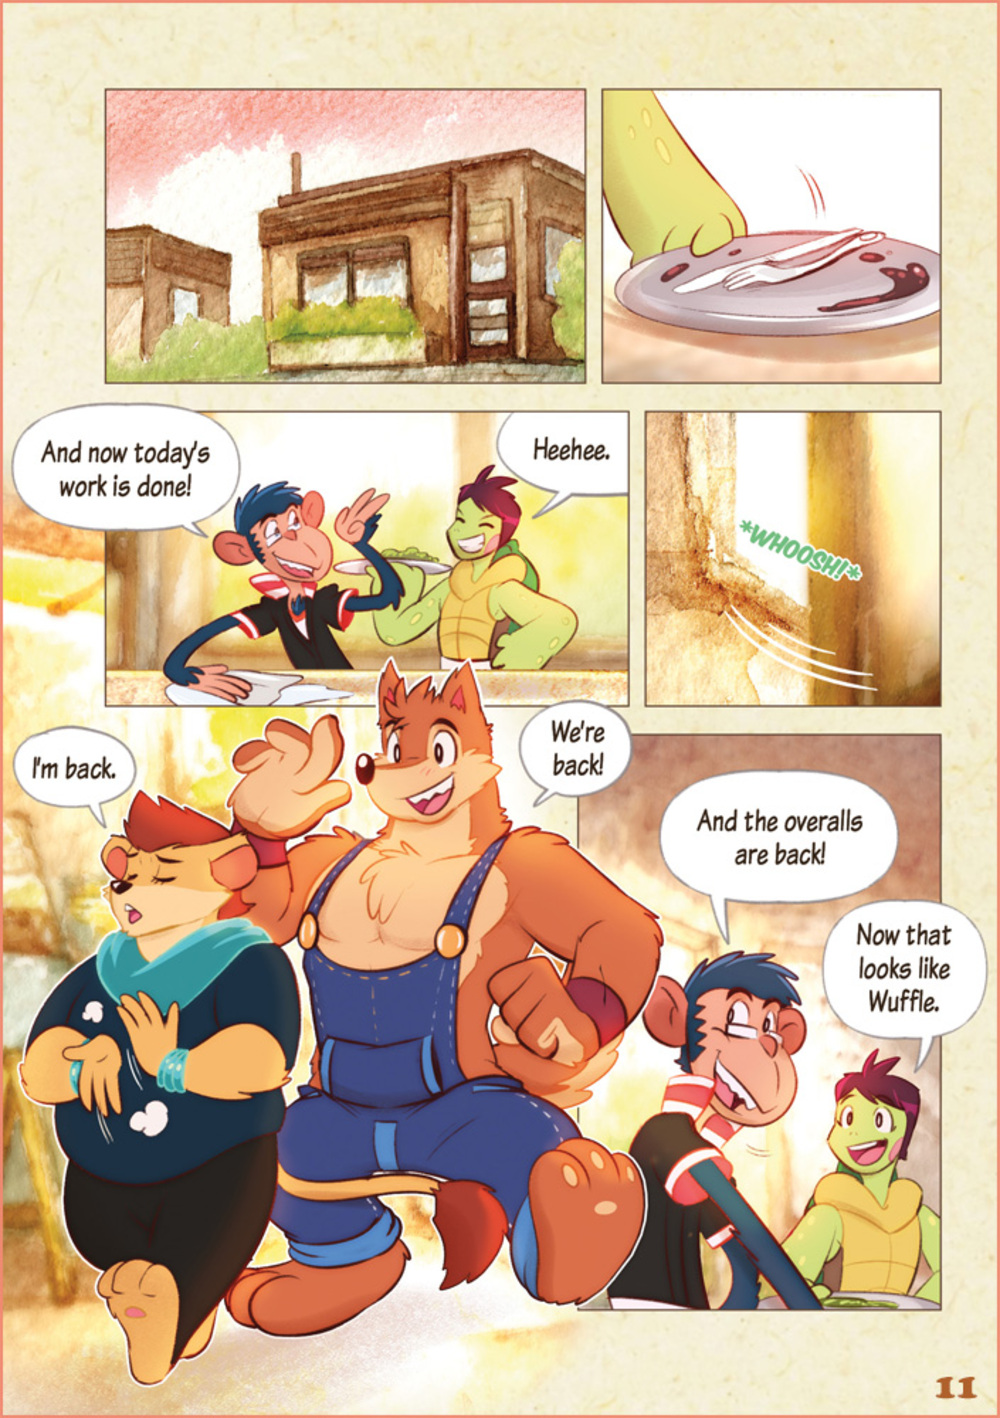 And now today's
work is done!
Heehee.
*WHOOSH!*
I'm back.
We're
back!
And the overalls
are back!
Now that
looks like
Wuffle.
11